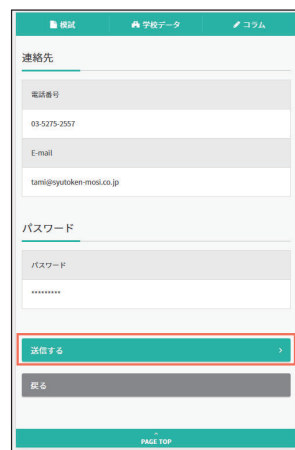 模試 学校データ コラム
連絡先
電話番号
03-5275-2557
E-mail
tami@syutoken-mosi.co.jp
パスワード
パスワード
*********
送信する
戻る
PAGE TOP